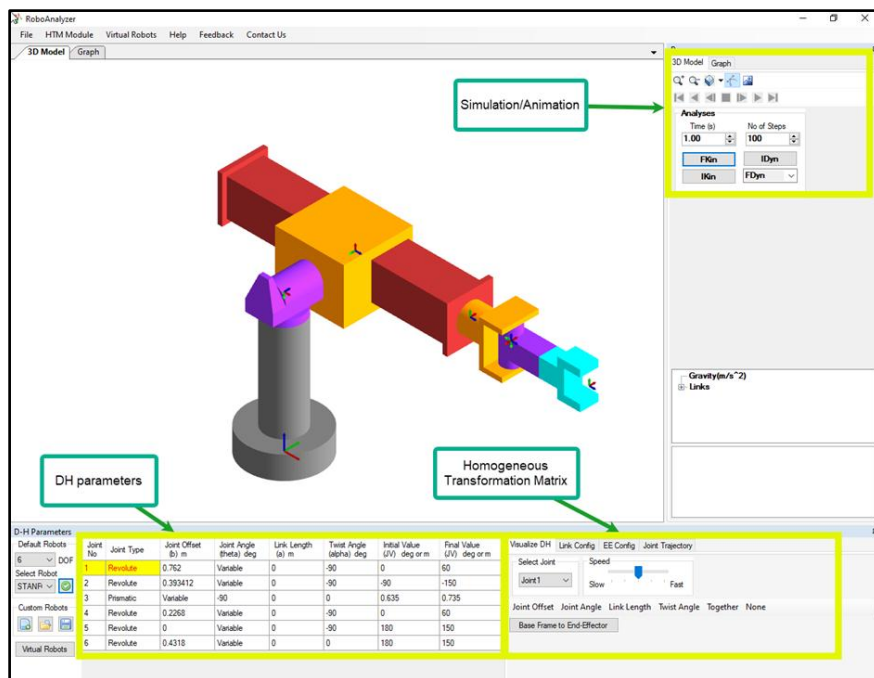 RoboAnalyzer
File HTM Module Virtual Robots Help Feedback Contact Us
3D Model Graph
3D Model Graph
Simulation/Animation
Analyses
Time (s) No of Steps
1.00 100
FKin IDyn
IKin FDyn
Gravity(m/s^2)
Links
DH parameters
Homogeneous
Transformation Matrix
D-H Parameters
Default Robots
6 DOF
Select Robot
STANF
Custom Robots
Virtual Robots
Joint No Joint Type Joint Offset (b) m Joint Angle (theta) deg Link Length (a) m Twist Angle (alpha) deg Initial Value (JV) deg or m Final Value (JV) deg or m
1 Revolute 0.762 Variable 0 -90 0 60
2 Revolute 0.393412 Variable 0 -90 -90 -150
3 Prismatic Variable -90 0 0 0.635 0.735
4 Revolute 0.2268 Variable 0 -90 0 60
5 Revolute 0 Variable 0 -90 180 150
6 Revolute 0.4318 Variable 0 0 180 150
Visualize DH Link Config EE Config Joint Trajectory
Select Joint Speed
Joint1 Slow Fast
Joint Offset Joint Angle Link Length Twist Angle Together None
Base Frame to End-Effector